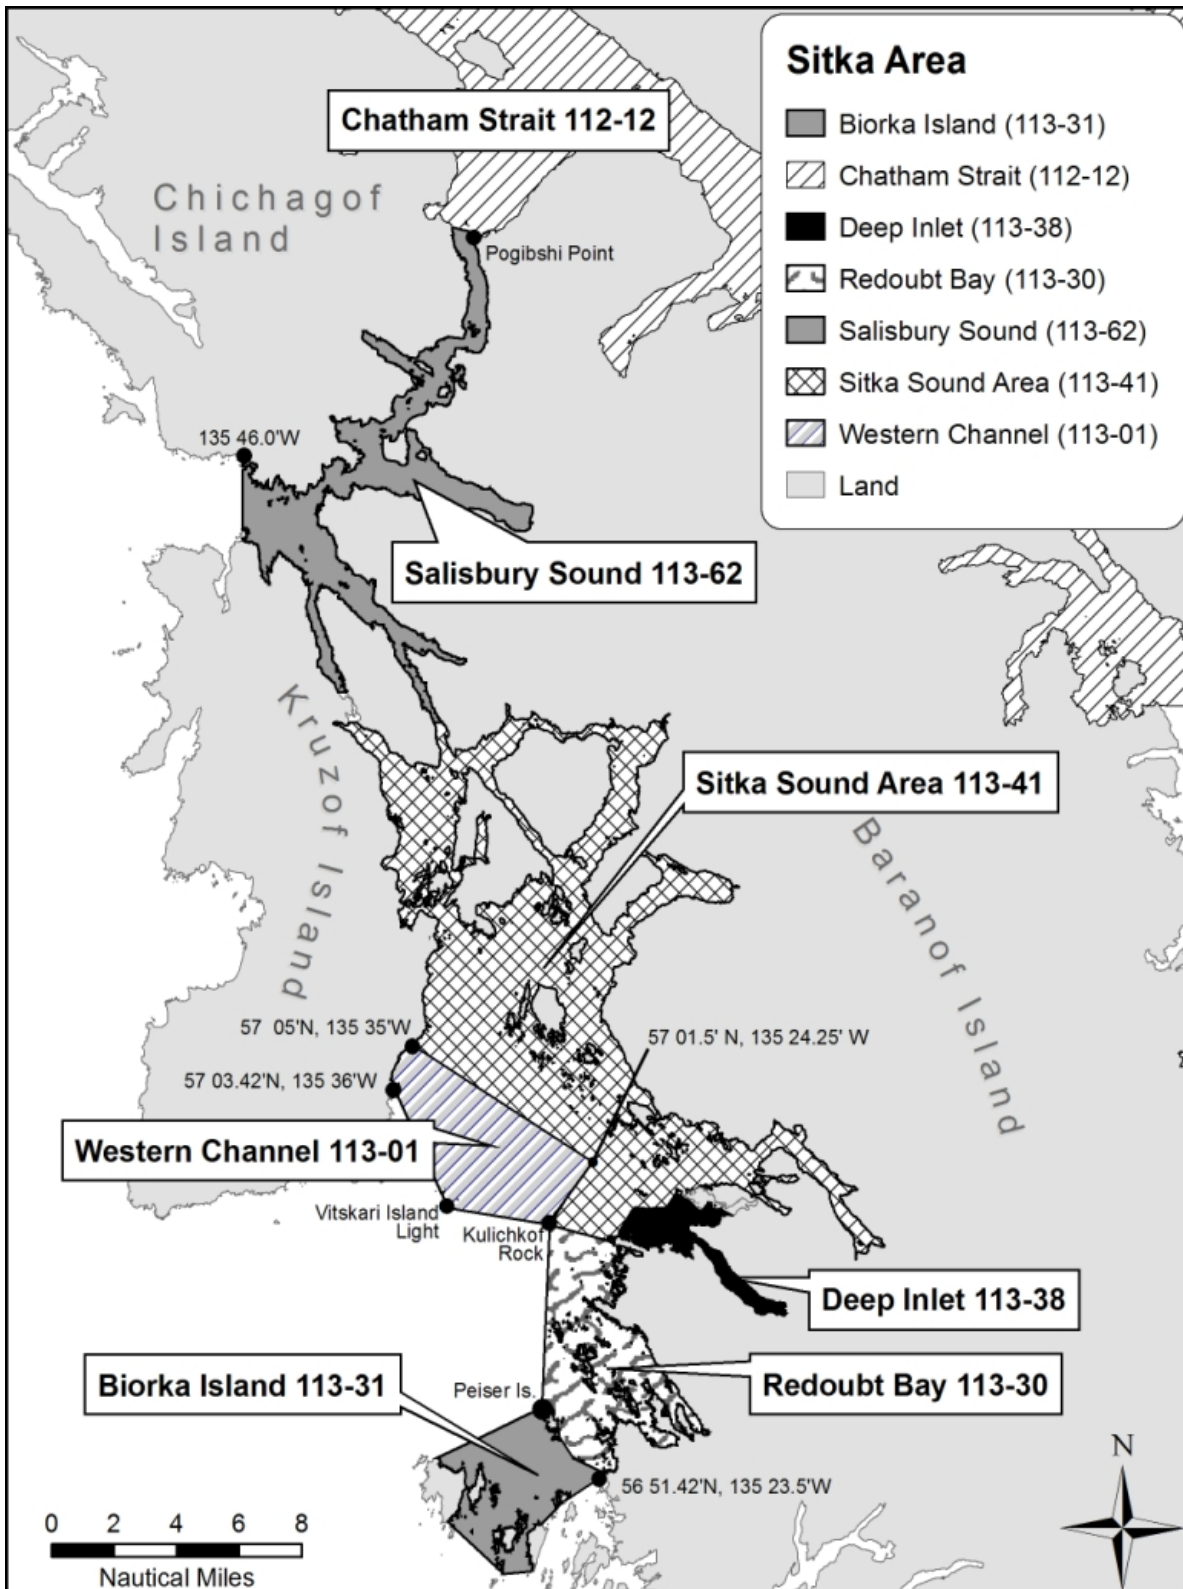 Sitka Area
Biorka Island (113-31)
Chatham Strait (112-12)
Deep Inlet (113-38)
Redoubt Bay (113-30)
Salisbury Sound (113-62)
Sitka Sound Area (113-41)
Western Channel (113-01)
Land
Chatham Strait 112-12
Chichagof
Island
Pogibshi Point
135 46.0'W
Salisbury Sound 113-62
Kruzof Island
Sitka Sound Area 113-41
Baranof Island
57 05'N, 135 35'W
57 01.5' N, 135 24.25' W
57 03.42'N, 135 36'W
Western Channel 113-01
Vitskari Island
Light
Kulichkof
Rock
Deep Inlet 113-38
Biorka Island 113-31
Peiser Is.
Redoubt Bay 113-30
56 51.42'N, 135 23.5'W
N
0 2 4 6 8
Nautical Miles